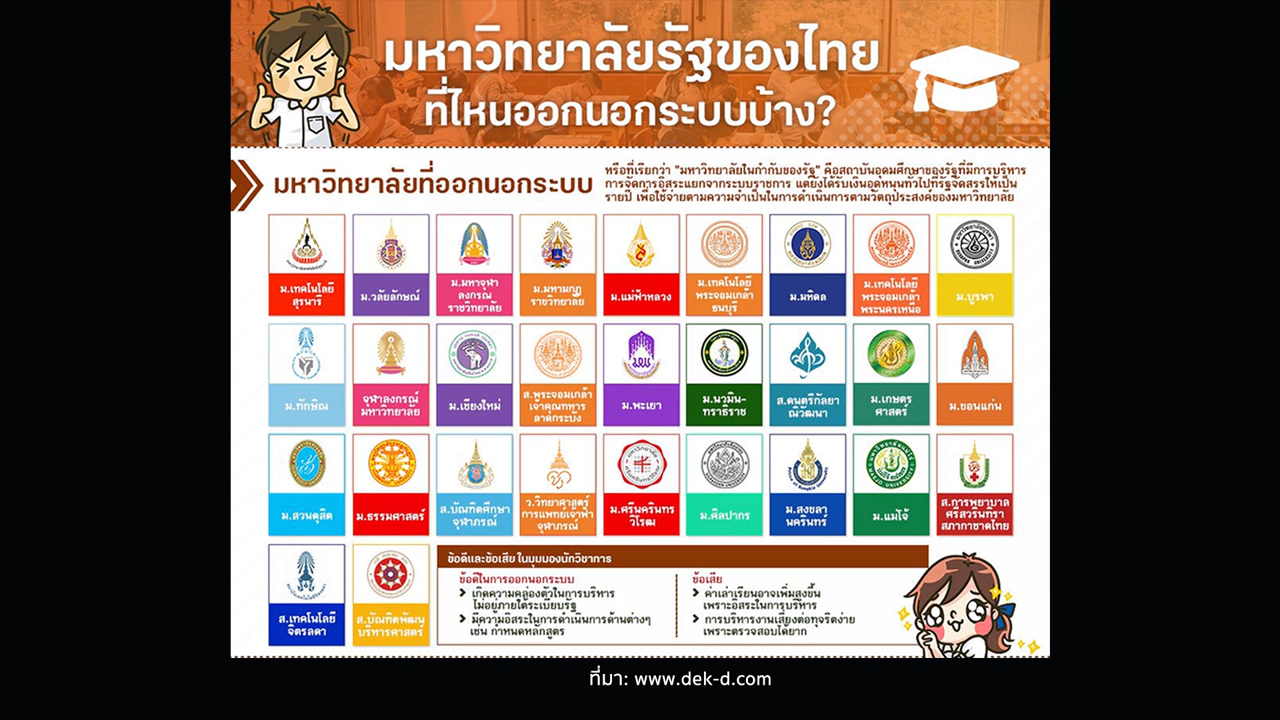 มหาวิทยาลัยรัฐของไทย
ที่ไหนออกนอกระบบบ้าง?
มหาวิทยาลัยที่ออกนอกระบบ
หรือที่เรียกว่า "มหาวิทยาลัยในกำกับของรัฐ" คือสถาบันอุดมศึกษาของรัฐที่มีการบริหาร
การจัดการอิสระแยกจากระบบราชการ แต่ยังได้รับเงินอุดหนุนทั่วไปที่รัฐจัดสรรให้เป็น
รายปี เพื่อใช้จ่ายตามความจำเป็นในการดำเนินการตามวัตถุประสงค์ของมหาวิทยาลัย
ม.เทคโนโลยี
สุรนารี
ม.วลัยลักษณ์
ม.มหาจุฬา
ลงกรณ
ราชวิทยาลัย
ม.มหามกุฏ
ราชวิทยาลัย
ม.แม่ฟ้าหลวง
ม.เทคโนโลยี
พระจอมเกล้า
ธนบุรี
ม.มหิดล
ม.เทคโนโลยี
พระจอมเกล้า
พระนครเหนือ
ม.บูรพา
ม.ทักษิณ
จุฬาลงกรณ์
มหาวิทยาลัย
ม.เชียงใหม่
ส.พระจอมเกล้า
เจ้าคุณทหาร
ลาดกระบัง
ม.พะเยา
ม.นวมิน-
ทราธิราช
ส.ดนตรีกัลยา
ณิวัฒนา
ม.เกษตร
ศาสตร์
ม.ขอนแก่น
ม.สวนดุสิต
ม.ธรรมศาสตร์
ส.บัณฑิตศึกษา
จุฬาภรณ์
ว.วิทยาศาสตร์
การแพทย์เจ้าฟ้า
จุฬาภรณ์
ม.ศรีนครินทร
วิโรฒ
ม.ศิลปากร
ม.สงขลา
นครินทร์
ม.แม่โจ้
ส.การพยาบาล
ศรีสวรินทิรา
สภากาชาดไทย
ส.เทคโนโลยี
จิตรลดา
ส.บัณฑิตพัฒน
บริหารศาสตร์
ข้อดีและข้อเสีย ในมุมมองนักวิชาการ
ข้อดีในการออกนอกระบบ
เกิดความคล่องตัวในการบริหาร
ไม่อยู่ภายใต้ระเบียบรัฐ
มีความอิสระในการดำเนินการด้านต่างๆ
เช่น กำหนดหลักสูตร
ข้อเสีย
ค่าเล่าเรียนอาจเพิ่มสูงขึ้น
เพราะอิสระในการบริหาร
การบริหารงานเสี่ยงต่อทุจริตง่าย
เพราะตรวจสอบได้ยาก
ที่มา: www.dek-d.com